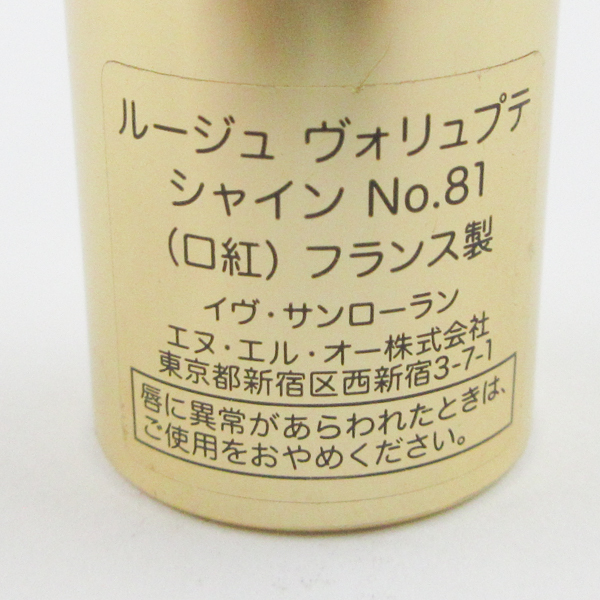 ルージュ ヴォリュプテ
シャイン No.81
（口紅）フランス製
イヴ・サンローラン
エヌ・エル・オー株式会社
東京都新宿区西新宿3-7-1
唇に異常があらわれたときは、
ご使用をおやめください。